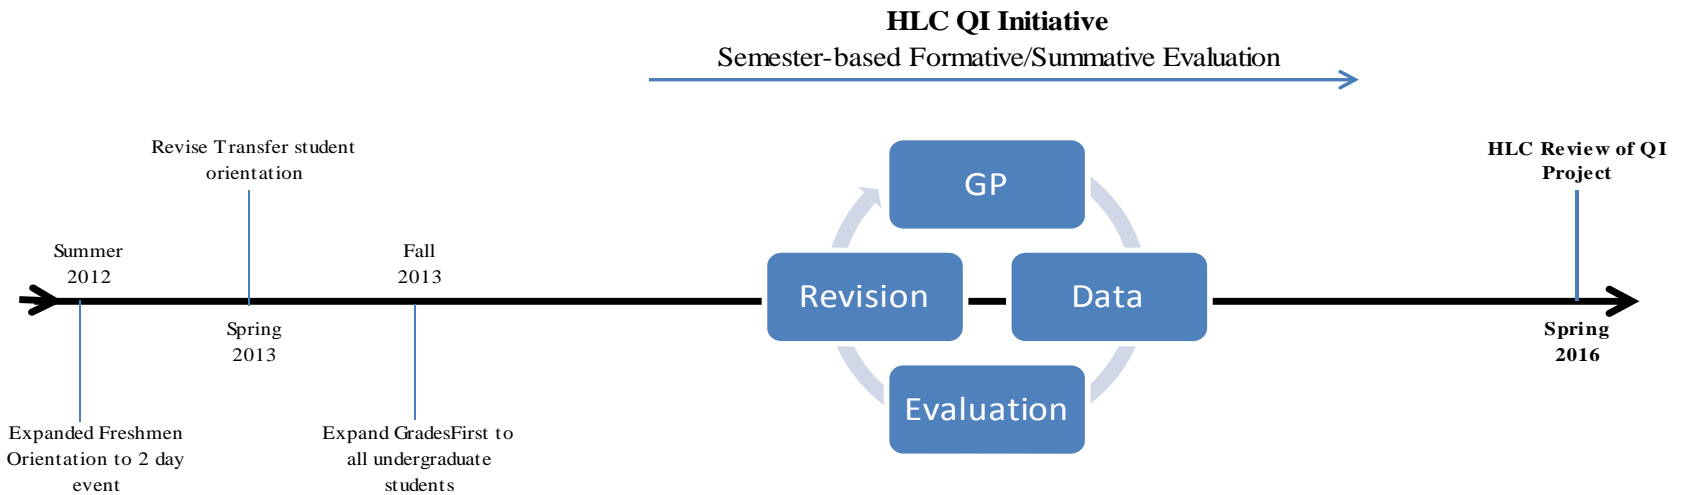 HLC QI Initiative
Semester-based Formative/Summative Evaluation
Revise Transfer student
orientation
HLC Review of QI
Project
GP
Summer
2012
Fall
2013
Revision
Data
Spring
2013
Spring
2016
Evaluation
Expanded Freshmen
Orientation to 2 day
event
Expand GradesFirst to
all undergraduate
students